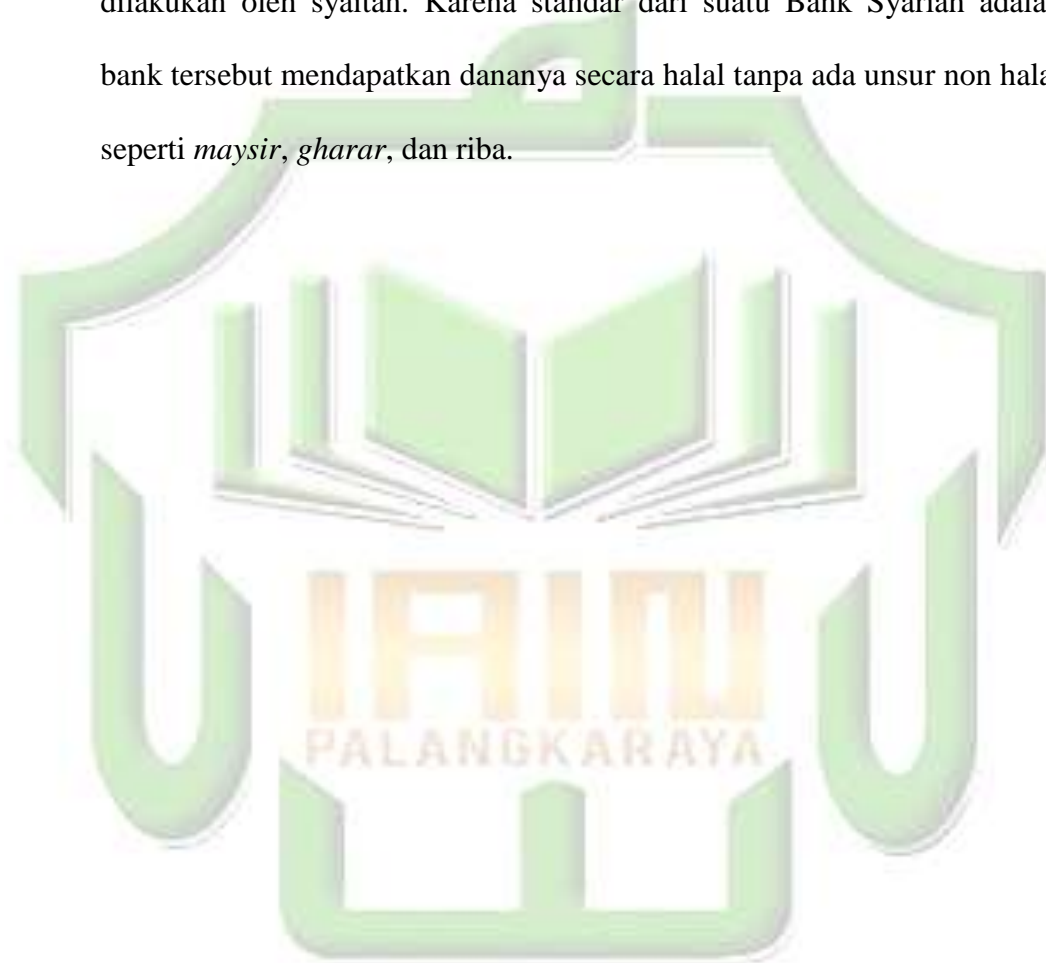 dilakukan oleh syaitan. Karena standar dari suatu Bank Syariah adala
bank tersebut mendapatkan dananya secara halal tanpa ada unsur non hala
seperti maysir, gharar, dan riba.
IAIN
PALANGKARAYA